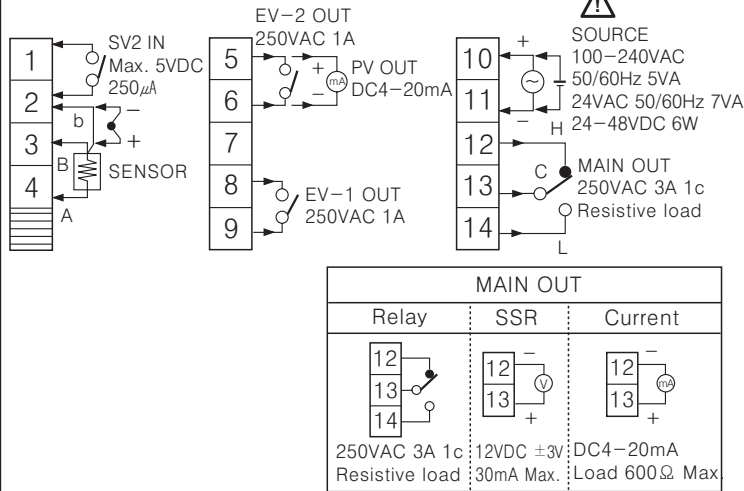 1
2
3
4
SV2 IN
Max. 5VDC
250μA
b
−
+
B
SENSOR
A
EV-2 OUT
250VAC 1A
5
6
7
8
9
+
−
mA
PV OUT
DC4-20mA
EV-1 OUT
250VAC 1A
!
SOURCE
100-240VAC
50/60Hz 5VA
24VAC 50/60Hz 7VA
24-48VDC 6W
10
11
12
13
14
+
−
H
C
L
MAIN OUT
250VAC 3A 1c
Resistive load
MAIN OUT
Relay SSR Current
12
13
14
12
13
−
V
+
12
13
−
mA
+
250VAC 3A 1c
Resistive load
12VDC ±3V
30mA Max.
DC4-20mA
Load 600Ω Max.